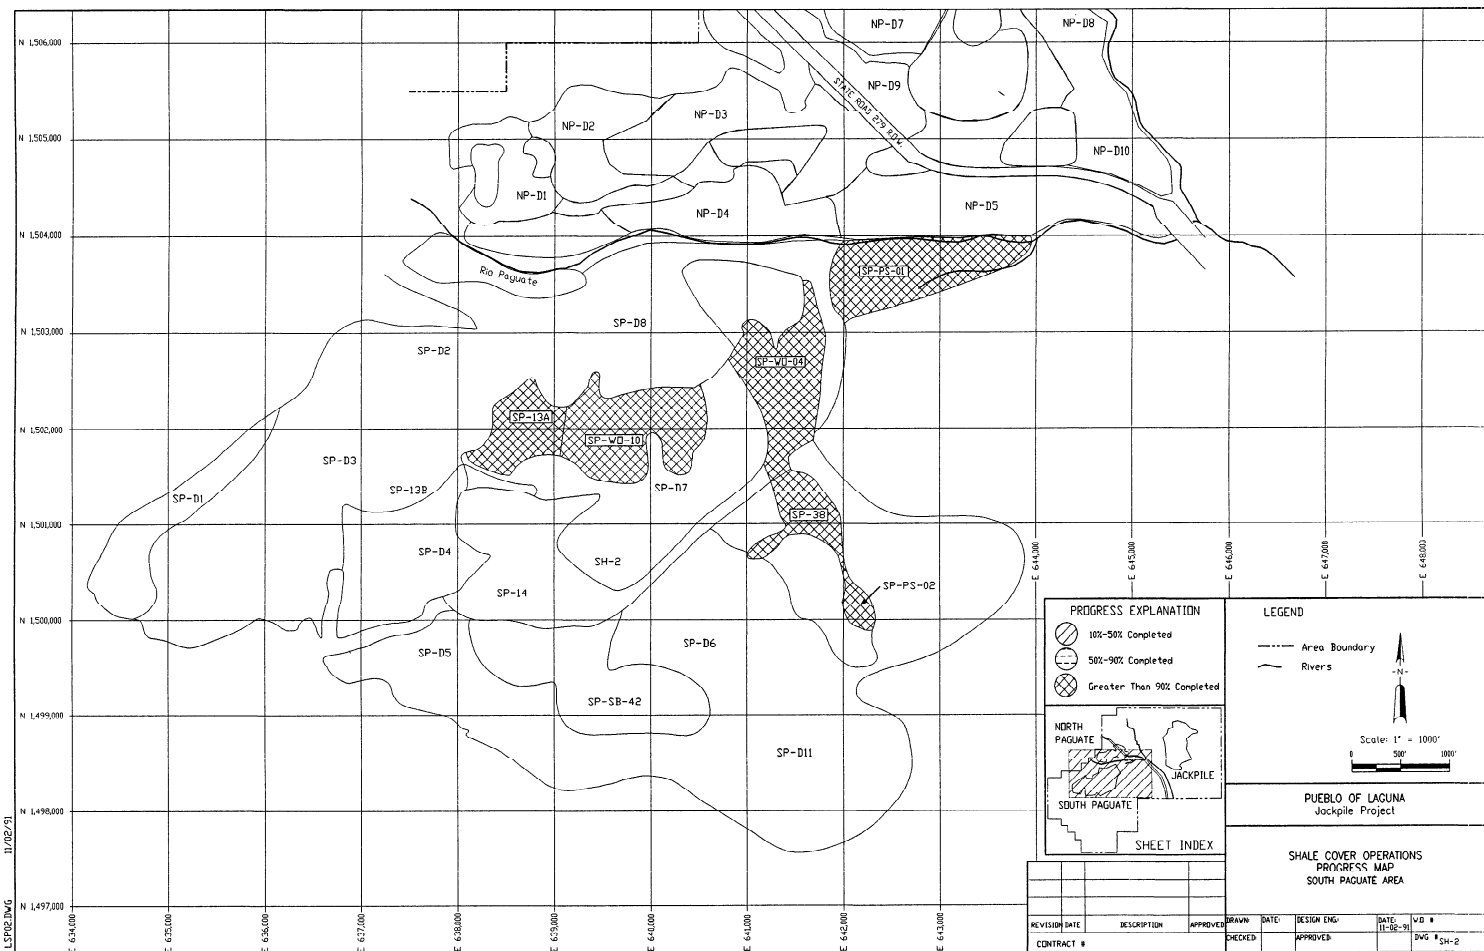 N 1,506,000
N 1,505,000
N 1,504,000
N 1,503,000
N 1,502,000
N 1,501,000
N 1,500,000
N 1,499,000
N 1,498,000
N 1,497,000
NP-D7
NP-D8
NP-D9
STATE ROAD 279 R.O.W.
NP-D3
NP-D2
NP-D10
NP-D1
NP-D4
NP-D5
Rio Paguate
SP-PS-01
SP-D8
SP-D2
SP-WO-04
SP-13A
SP-WO-10
SP-D3
SP-13B
SP-D7
SP-D1
SP-38
SP-D4
SH-2
SP-14
SP-PS-02
SP-D6
SP-D5
SP-SB-42
SP-D11
E 634,000
E 635,000
E 636,000
E 637,000
E 638,000
E 639,000
E 640,000
E 641,000
E 642,000
E 643,000
E 644,000
E 645,000
E 646,000
E 647,000
E 648,000
PROGRESS EXPLANATION
10%-50% Completed
50%-90% Completed
Greater Than 90% Completed
LEGEND
Area Boundary
Rivers
-N-
Scale: 1" = 1000'
0 500' 1000'
NORTH
PAGUATE
JACKPILE
SOUTH PAGUATE
SHEET INDEX
PUEBLO OF LAGUNA
Jackpile Project
SHALE COVER OPERATIONS
PROGRESS MAP
SOUTH PAGUATE AREA
REVISION DATE DESCRIPTION APPROVED
CONTRACT #
DRAWN: DATE: DESIGN ENG: DATE: W.O #
11-02-91
CHECKED: APPROVED: DWG # SH-2
LSP02.DWG 11/02/91